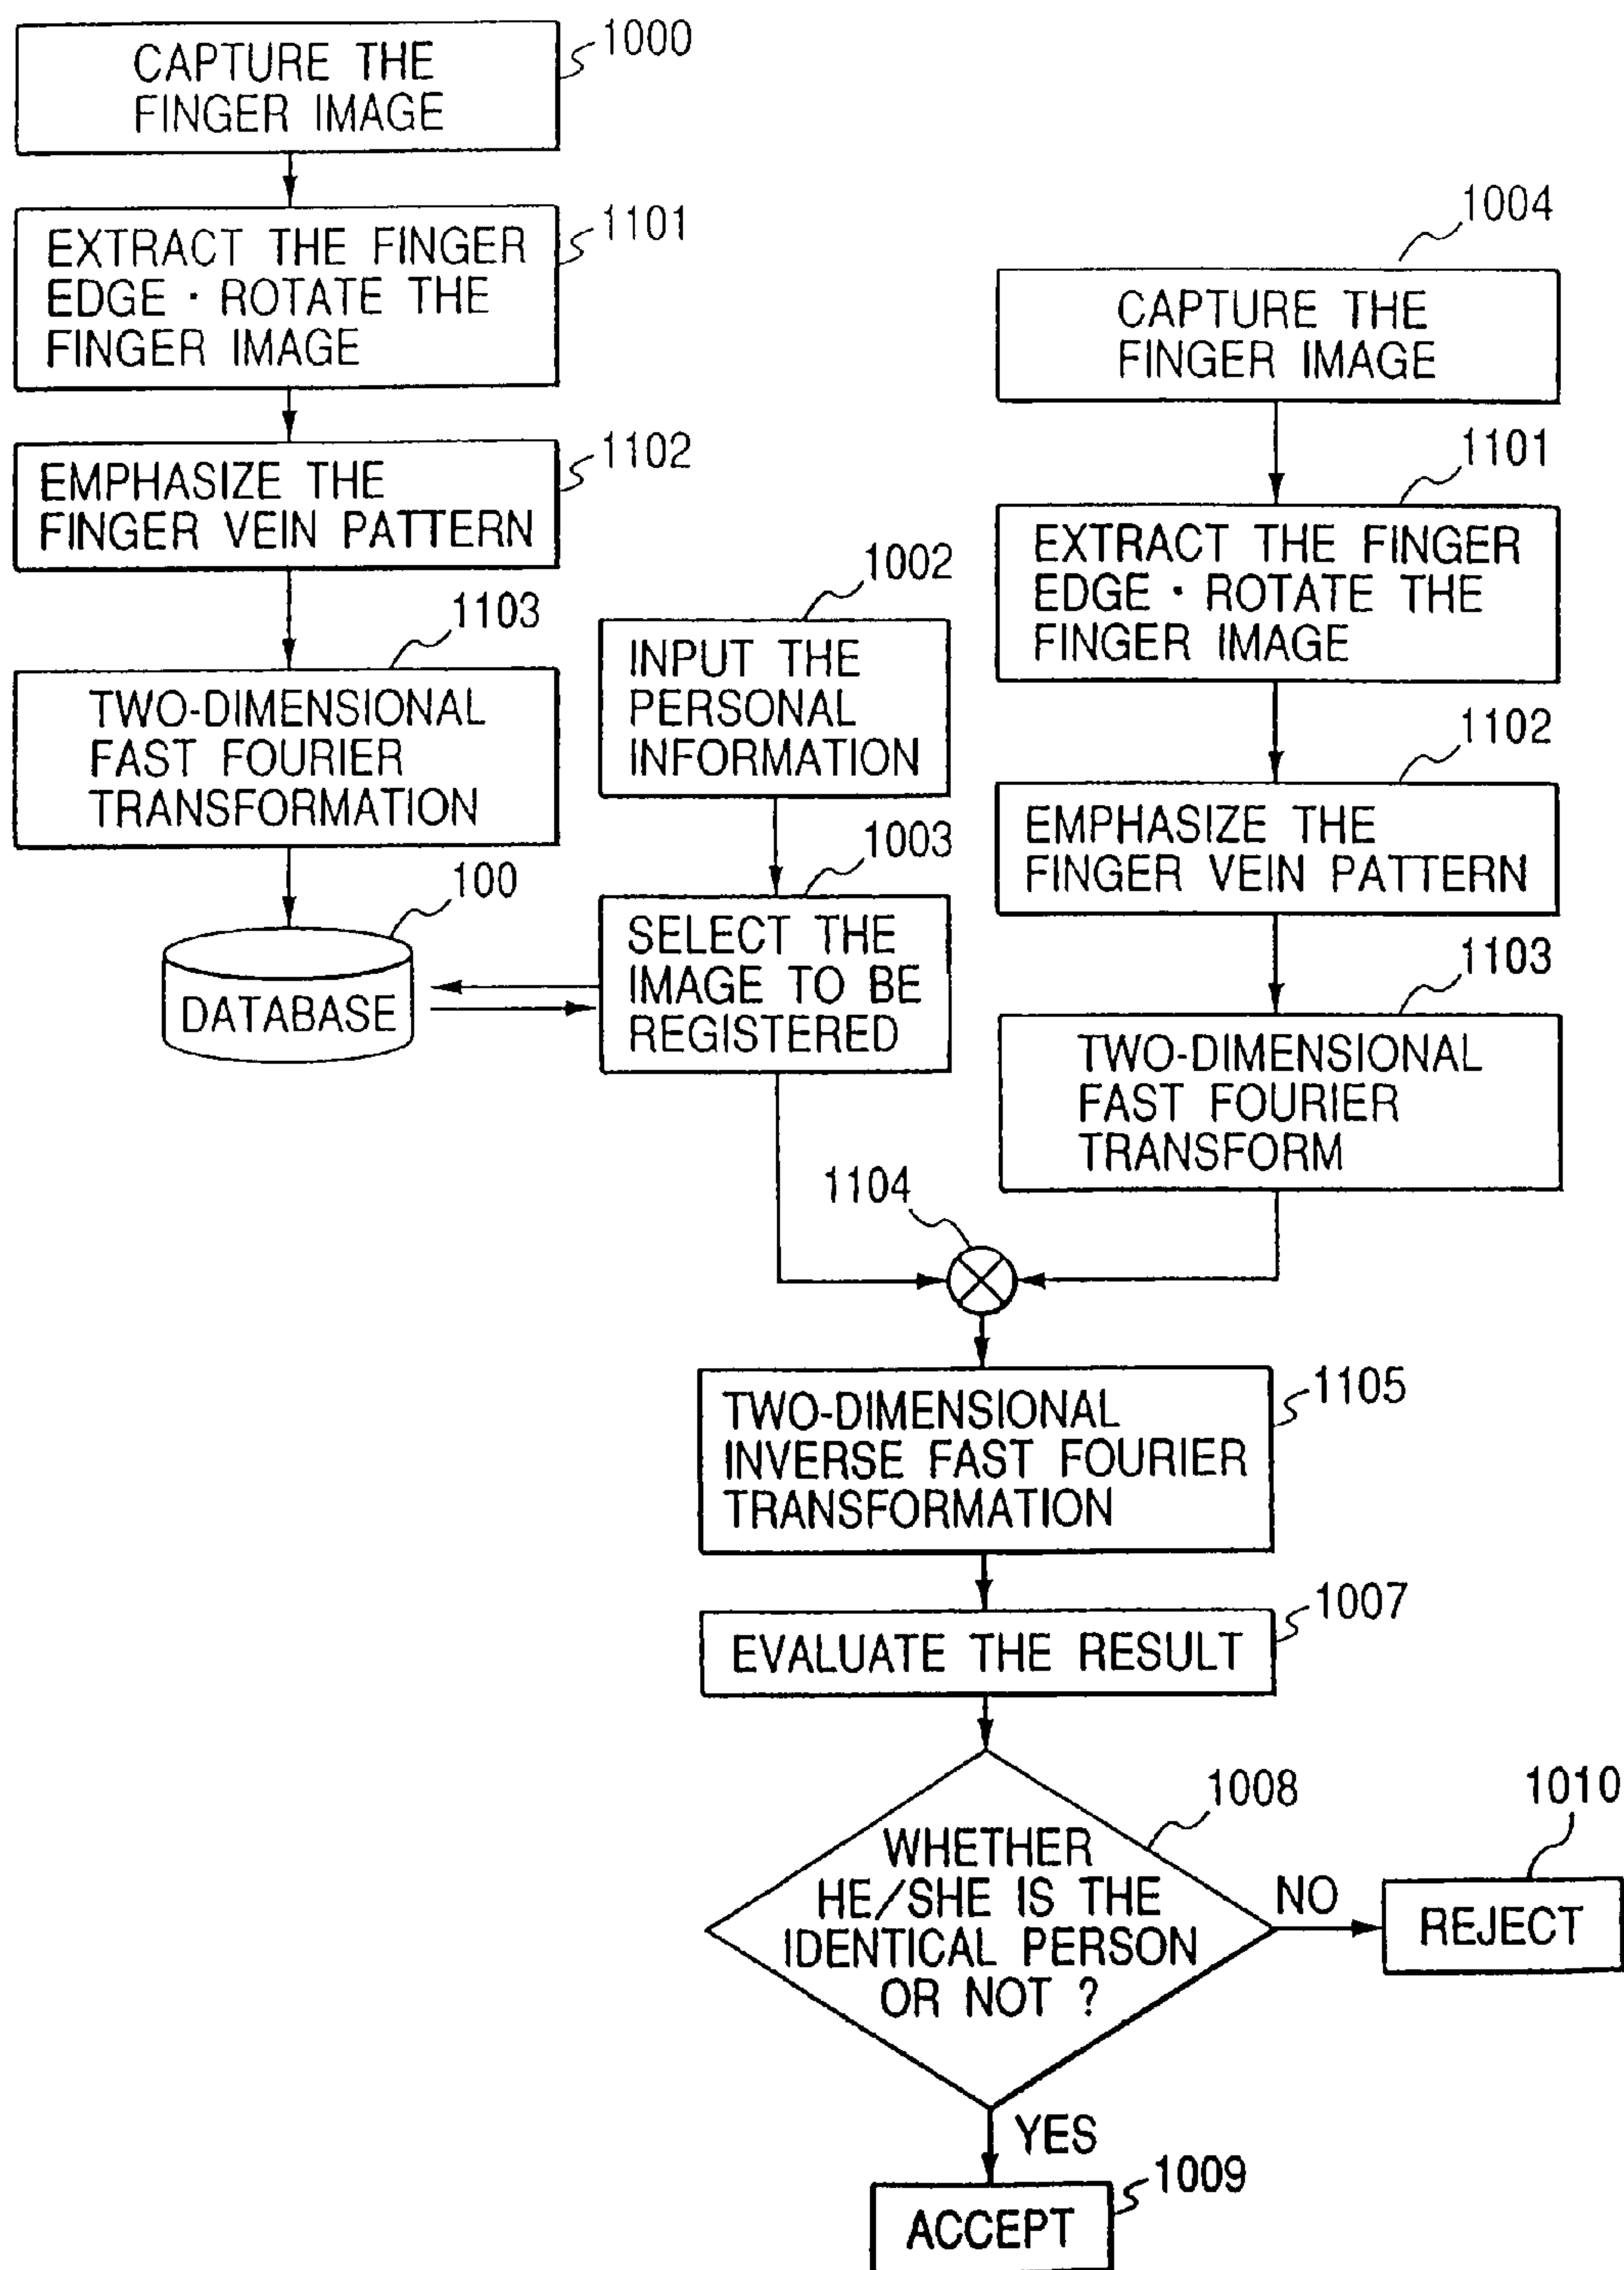 CAPTURE THE
FINGER IMAGE
1000
EXTRACT THE FINGER
EDGE・ROTATE THE
FINGER IMAGE
1101
EMPHASIZE THE
FINGER VEIN PATTERN
1102
TWO-DIMENSIONAL
FAST FOURIER
TRANSFORMATION
1103
DATABASE
100
INPUT THE
PERSONAL
INFORMATION
1002
SELECT THE
IMAGE TO BE
REGISTERED
1003
CAPTURE THE
FINGER IMAGE
1004
EXTRACT THE FINGER
EDGE・ROTATE THE
FINGER IMAGE
1101
EMPHASIZE THE
FINGER VEIN PATTERN
1102
TWO-DIMENSIONAL
FAST FOURIER
TRANSFORM
1103
1104
TWO-DIMENSIONAL
INVERSE FAST FOURIER
TRANSFORMATION
1105
EVALUATE THE RESULT
1007
WHETHER
HE/SHE IS THE
IDENTICAL PERSON
OR NOT ?
1008
NO
REJECT
1010
YES
ACCEPT
1009